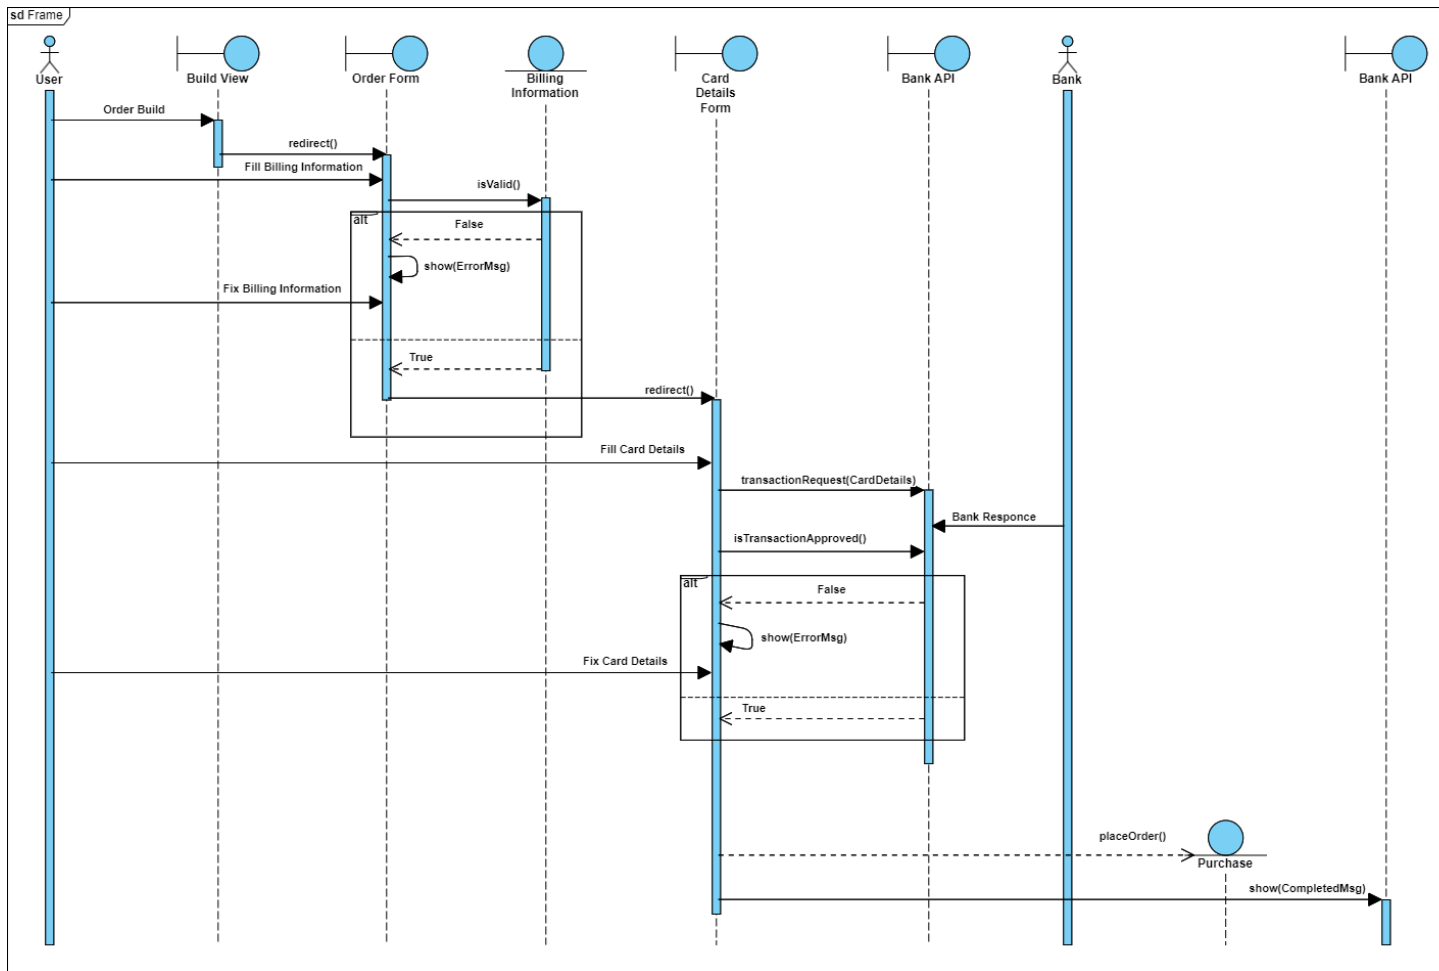 sd Frame
User
Build View
Order Form
Billing
Information
Card
Details
Form
Bank API
Bank
Bank API
Order Build
redirect()
Fill Billing Information
isValid()
alt
False
show(ErrorMsg)
Fix Billing Information
True
redirect()
Fill Card Details
transactionRequest(CardDetails)
Bank Responce
isTransactionApproved()
alt
False
show(ErrorMsg)
Fix Card Details
True
placeOrder()
Purchase
show(CompletedMsg)